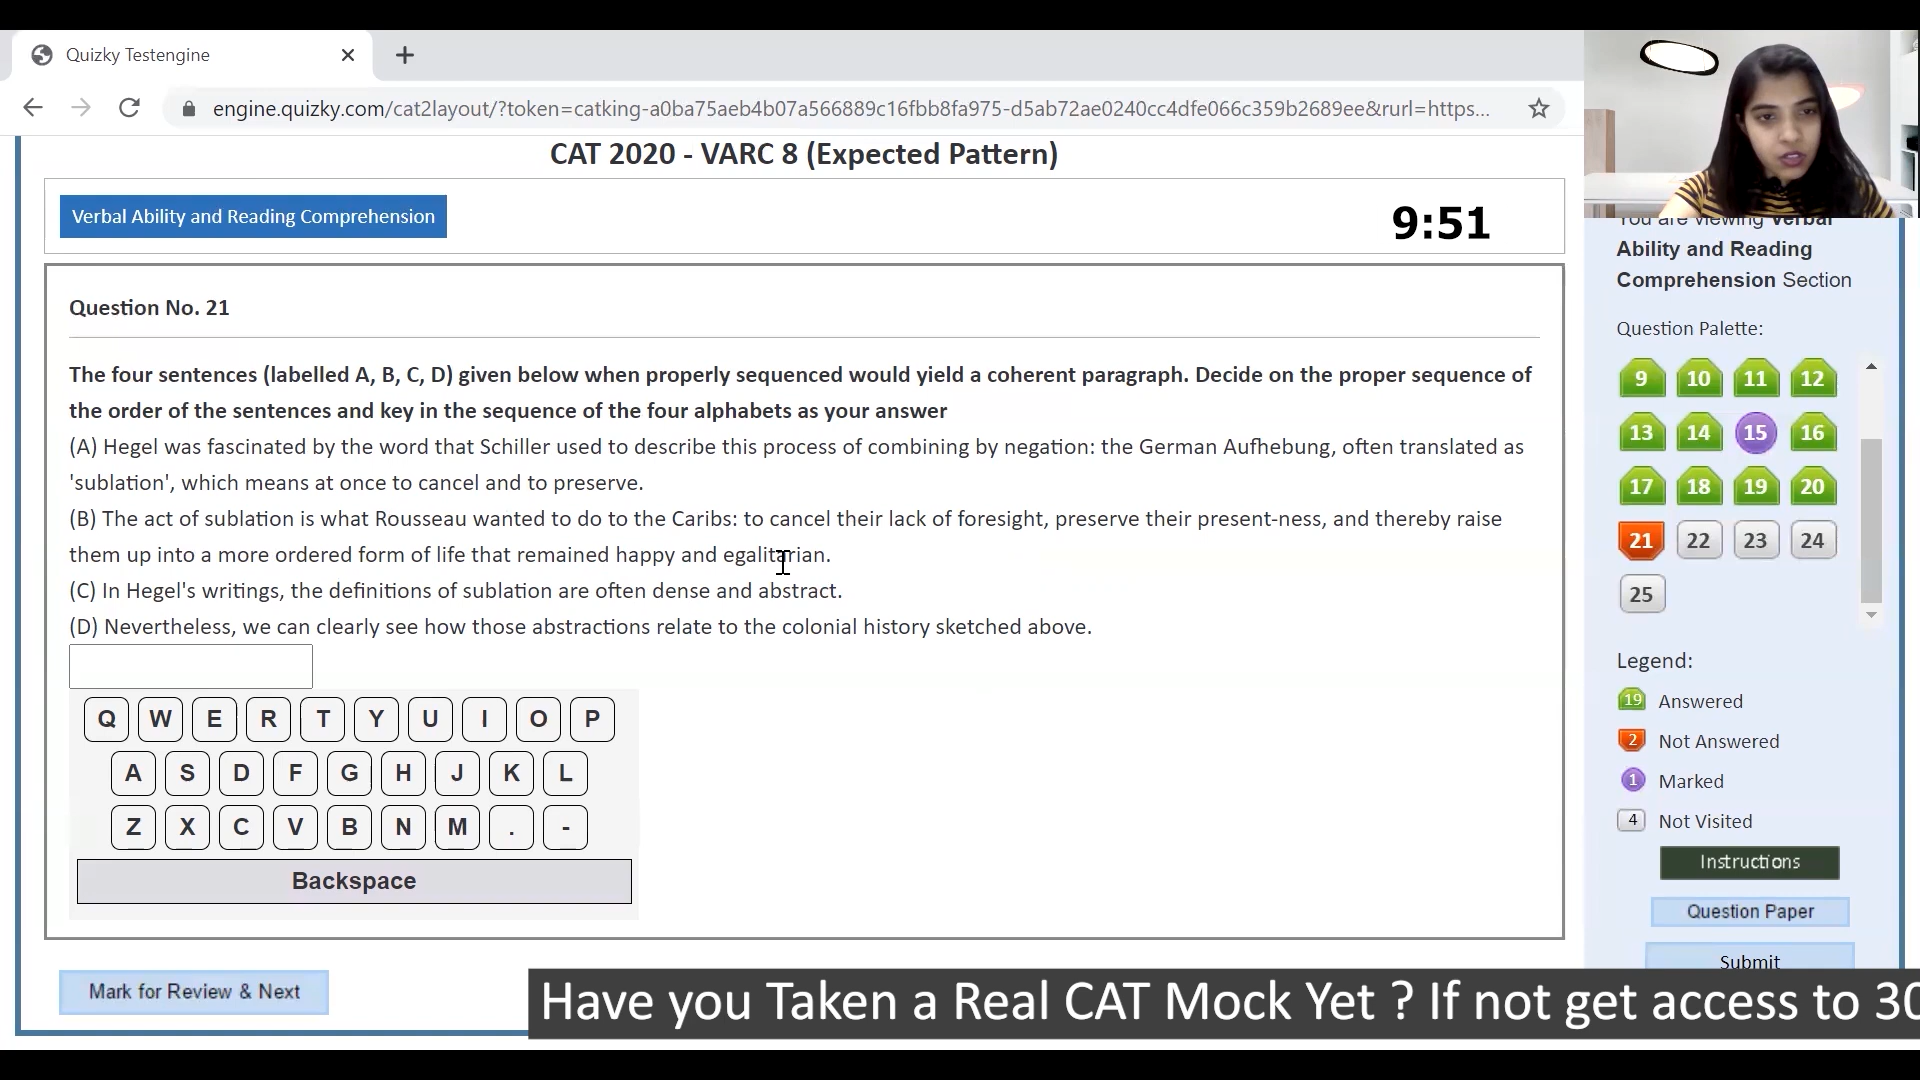 Quizky Testengine
engine.quizky.com/cat2layout/?token=catking-a0ba75aeb4b07a566889c16fbb8fa975-d5ab72ae0240cc4dfe066c359b2689ee&rurl=https...
CAT 2020 - VARC 8 (Expected Pattern)
Verbal Ability and Reading Comprehension
9:51
Question No. 21
The four sentences (labelled A, B, C, D) given below when properly sequenced would yield a coherent paragraph. Decide on the proper sequence of
the order of the sentences and key in the sequence of the four alphabets as your answer
(A) Hegel was fascinated by the word that Schiller used to describe this process of combining by negation: the German Aufhebung, often translated as
'sublation', which means at once to cancel and to preserve.
(B) The act of sublation is what Rousseau wanted to do to the Caribs: to cancel their lack of foresight, preserve their present-ness, and thereby raise
them up into a more ordered form of life that remained happy and egalitarian.
(C) In Hegel's writings, the definitions of sublation are often dense and abstract.
(D) Nevertheless, we can clearly see how those abstractions relate to the colonial history sketched above.
Q W E R T Y U I O P
A S D F G H J K L
Z X C V B N M . -
Backspace
Mark for Review & Next
You are viewing Verbal
Ability and Reading
Comprehension Section
Question Palette:
9 10 11 12
13 14 15 16
17 18 19 20
21 22 23 24
25
Legend:
19 Answered
2 Not Answered
1 Marked
4 Not Visited
Instructions
Question Paper
Submit
Have you Taken a Real CAT Mock Yet ? If not get access to 30